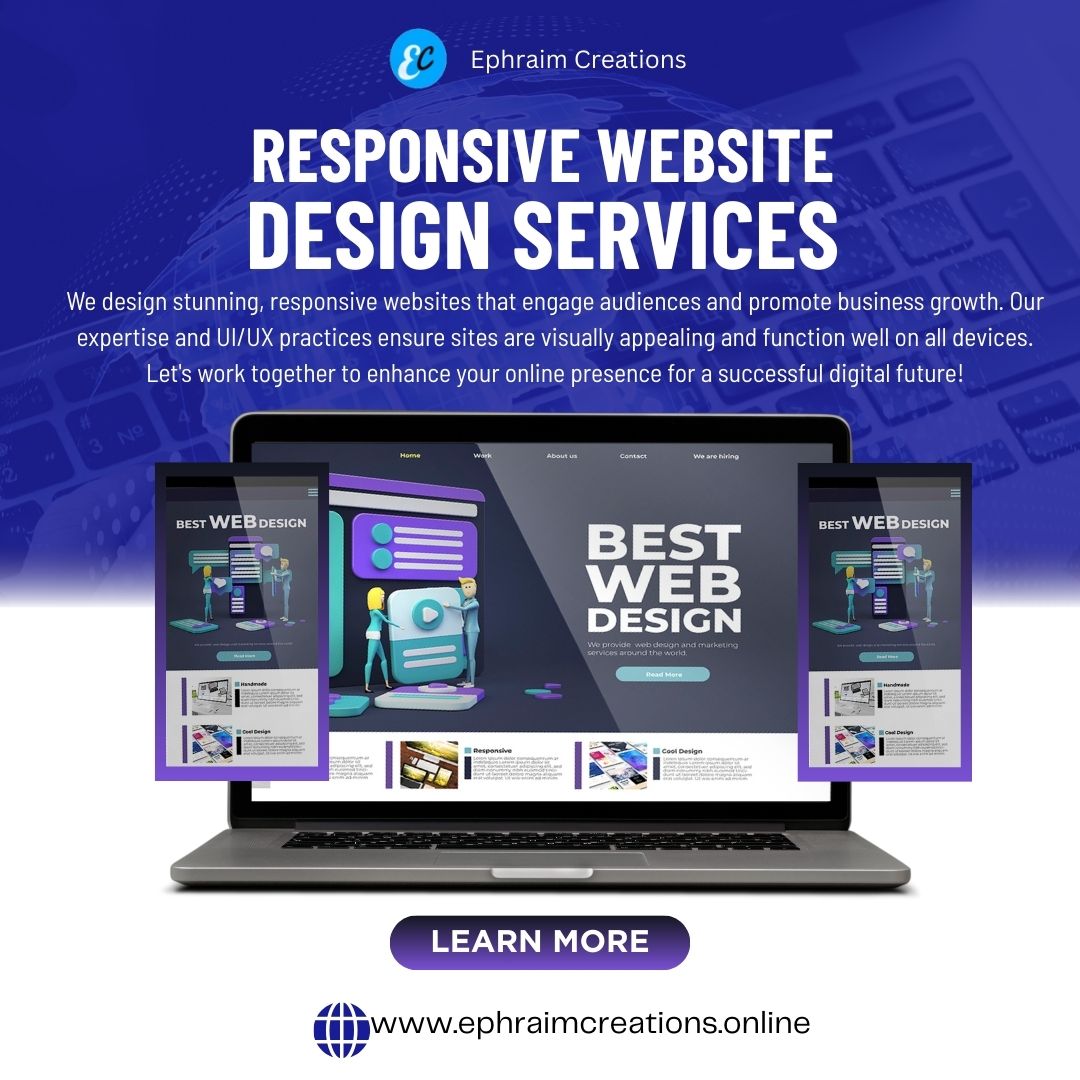 EC
Ephraim Creations
RESPONSIVE WEBSITE
DESIGN SERVICES
We design stunning, responsive websites that engage audiences and promote business growth. Our
expertise and UI/UX practices ensure sites are visually appealing and function well on all devices.
Let's work together to enhance your online presence for a successful digital future!
Home Work About us Contact We are hiring
BEST WEB DESIGN
Read More
Handmade
Cool Design
BEST
WEB
DESIGN
We provide web design and marketing
services around the world.
Read More
Responsive
Cool Design
BEST WEB DESIGN
Read More
Handmade
Cool Design
LEARN MORE
www.ephraimcreations.online